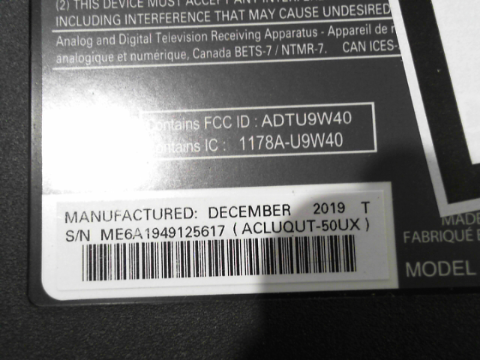 (2) THIS DEVICE MUST ACCEPT ANY
INCLUDING INTERFERENCE THAT MAY CAUSE UNDESIRED
Analog and Digital Television Receiving Apparatus - Appareil de
analogique et numérique, Canada BETS-7 / NTMR-7. CAN ICES-
FCC ID : ADTU9W40
IC : 1178A-U9W40
MANUFACTURED: DECEMBER 2019 T
S/N ME6A1949125617 (ACLUQUT-50UX)
MADE
FABRIQUÉ
MODEL